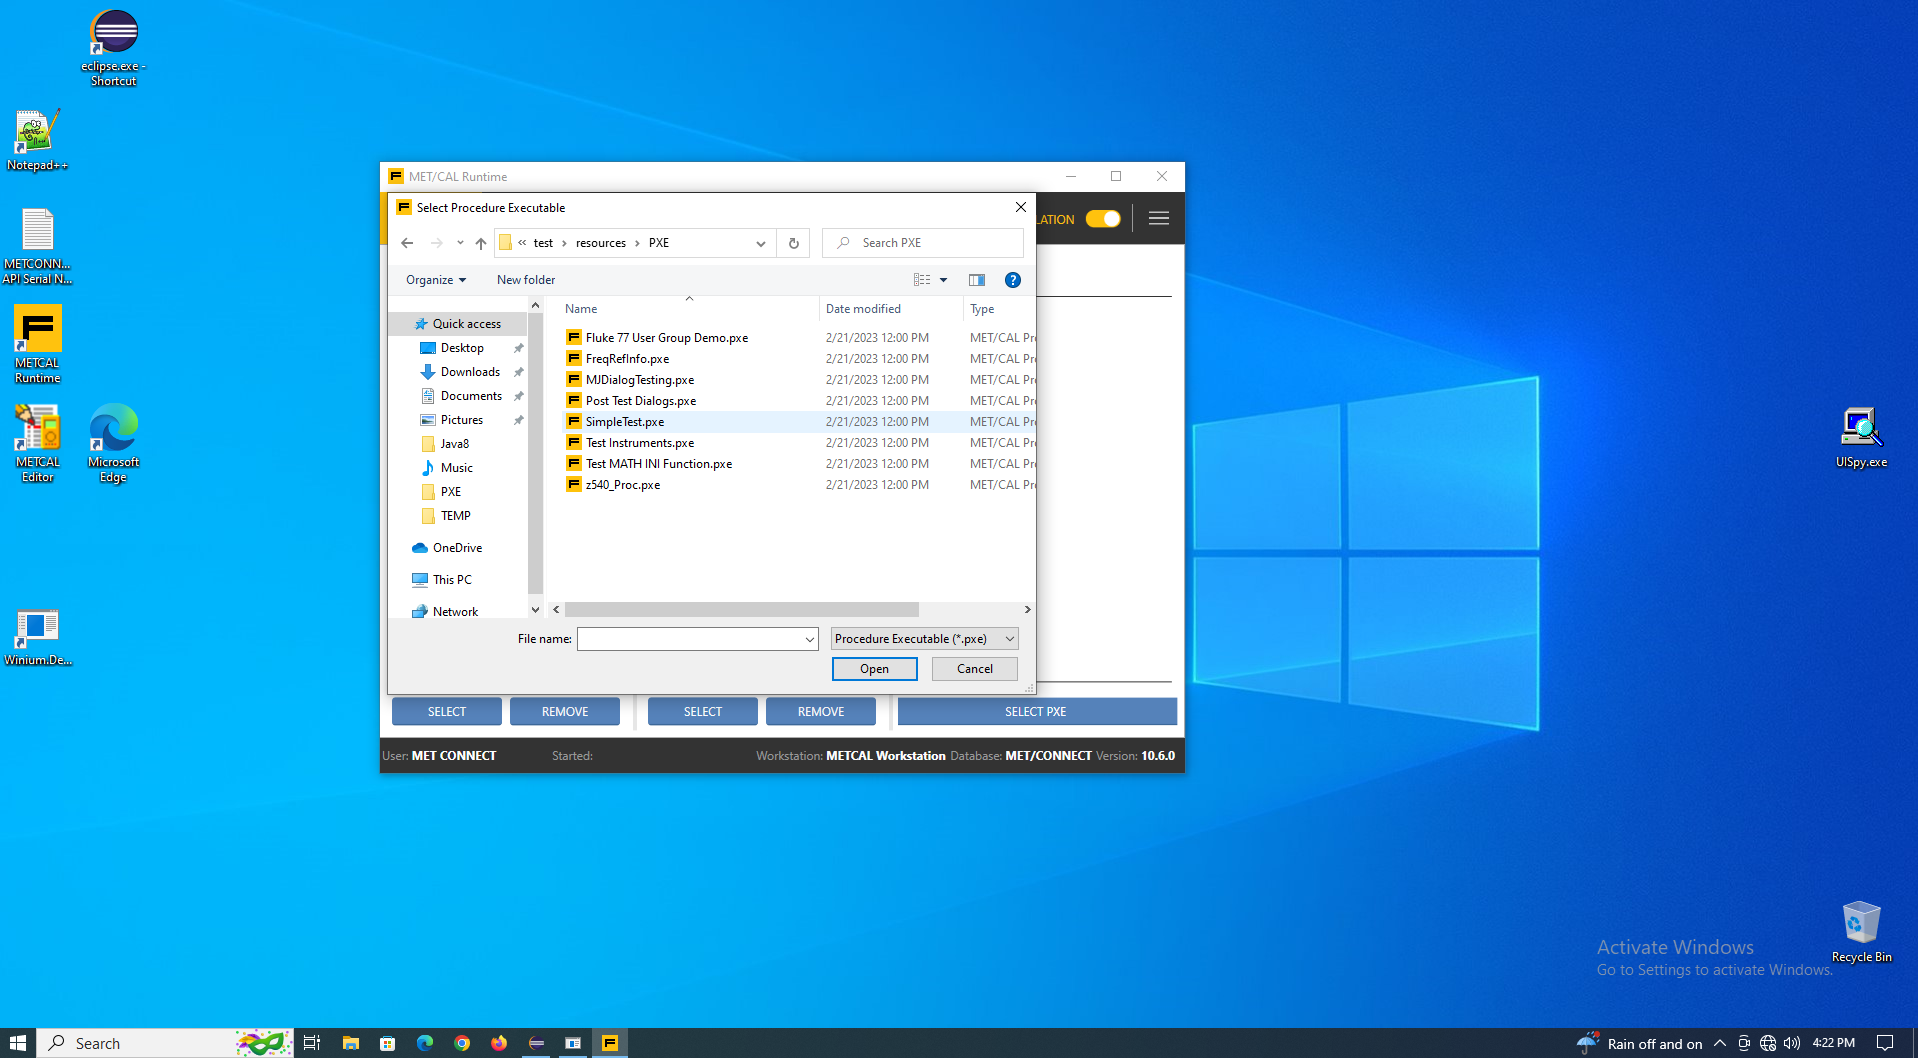 eclipse.exe -
Shortcut
Notepad++
METCONN...
API Serial N...
METCAL
Runtime
METCAL
Editor
Microsoft
Edge
Winium.De...
UISpy.exe
Recycle Bin
MET/CAL Runtime
LATION
Select Procedure Executable
test
resources
PXE
Search PXE
Organize
New folder
Quick access
Desktop
Downloads
Documents
Pictures
Java8
Music
PXE
TEMP
OneDrive
This PC
Network
Name Date modified Type
Fluke 77 User Group Demo.pxe 2/21/2023 12:00 PM MET/CAL Pr
FreqRefInfo.pxe 2/21/2023 12:00 PM MET/CAL Pr
MJDialogTesting.pxe 2/21/2023 12:00 PM MET/CAL Pr
Post Test Dialogs.pxe 2/21/2023 12:00 PM MET/CAL Pr
SimpleTest.pxe 2/21/2023 12:00 PM MET/CAL Pr
Test Instruments.pxe 2/21/2023 12:00 PM MET/CAL Pr
Test MATH INI Function.pxe 2/21/2023 12:00 PM MET/CAL Pr
z540_Proc.pxe 2/21/2023 12:00 PM MET/CAL Pr
File name:
Procedure Executable (*.pxe)
Open
Cancel
SELECT
REMOVE
SELECT
REMOVE
SELECT PXE
User: MET CONNECT Started: Workstation: METCAL Workstation Database: MET/CONNECT Version: 10.6.0
Activate Windows
Go to Settings to activate Windows.
Search
Rain off and on
4:22 PM